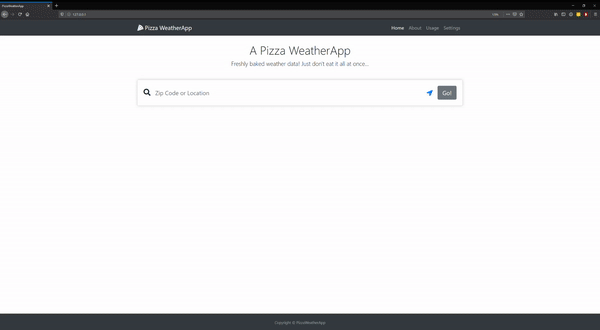 PizzaWeatherApp
Pizza WeatherApp
Home About Usage Settings
A Pizza WeatherApp
Freshly baked weather data! Just don't eat it all at once...
Zip Code or Location
Go!
Copyright © PizzaWeatherApp